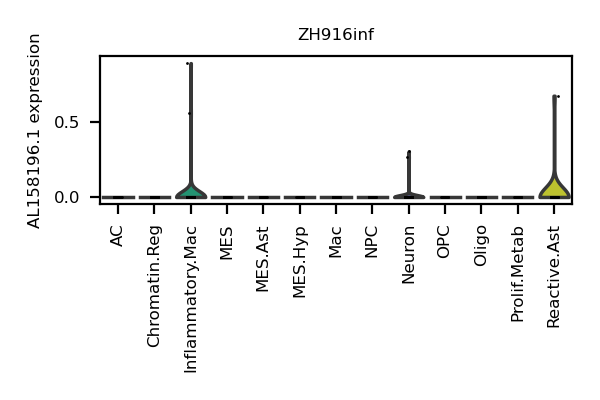 ZH916inf
AL158196.1 expression
0.5
0.0
AC
Chromatin.Reg
Inflammatory.Mac
MES
MES.Ast
MES.Hyp
Mac
NPC
Neuron
OPC
Oligo
Prolif.Metab
Reactive.Ast